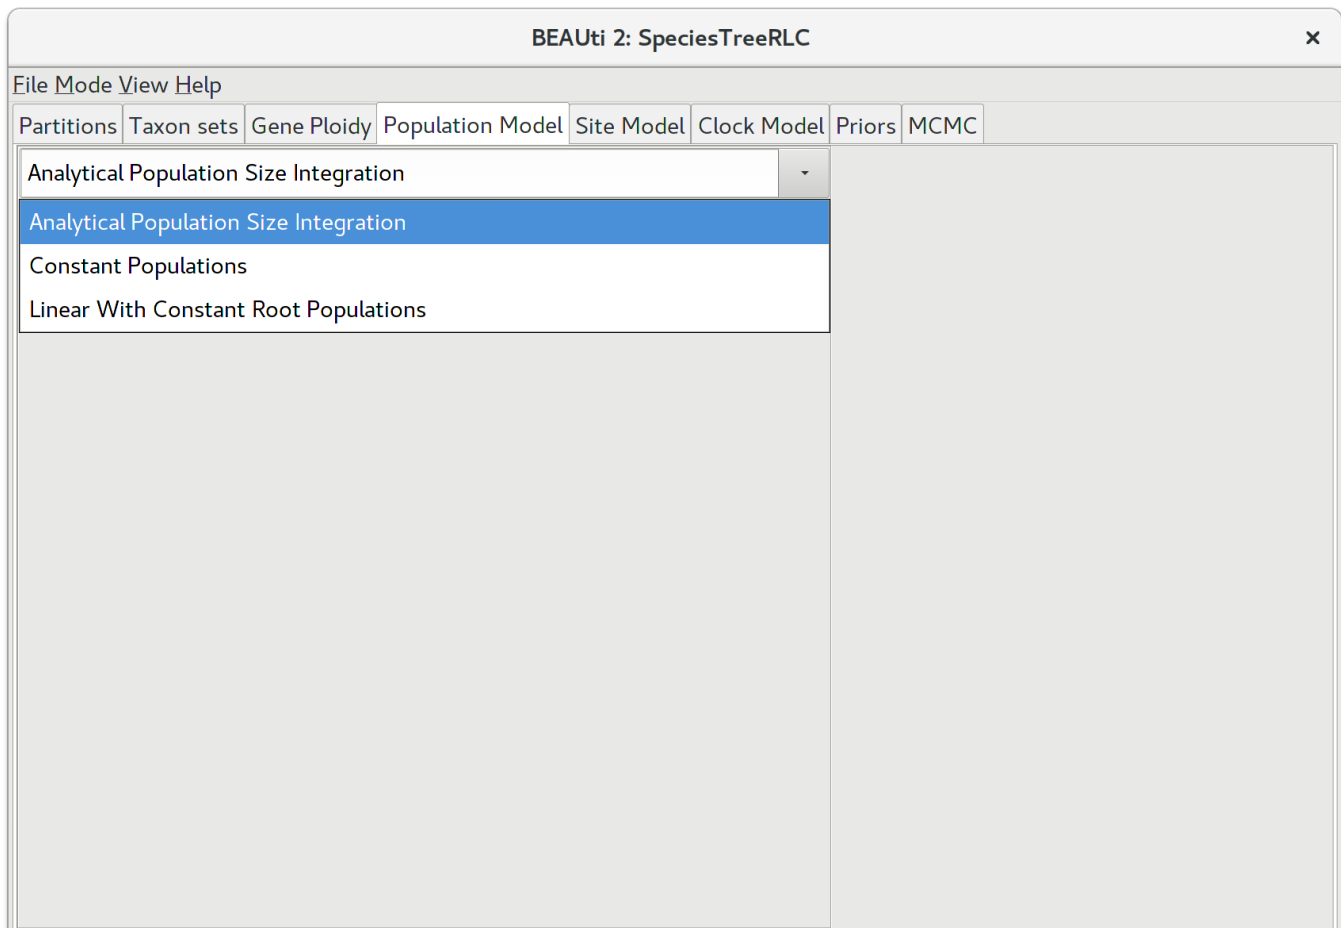 BEAUti 2: SpeciesTreeRLC
File Mode View Help
Partitions Taxon sets Gene Ploidy Population Model Site Model Clock Model Priors MCMC
Analytical Population Size Integration
Analytical Population Size Integration
Constant Populations
Linear With Constant Root Populations